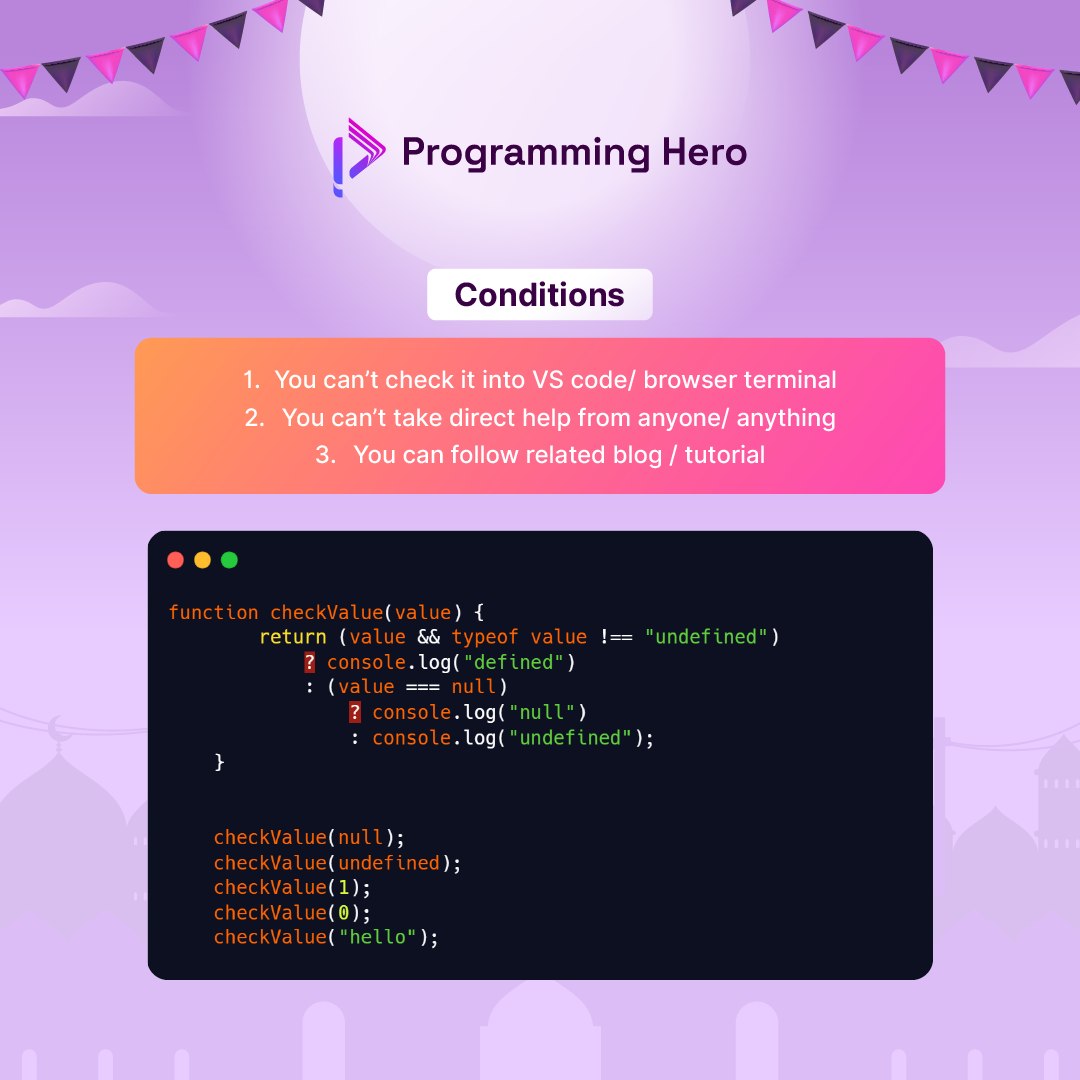 Programming Hero
Conditions
1. You can’t check it into VS code/ browser terminal
2. You can’t take direct help from anyone/ anything
3. You can follow related blog / tutorial
function checkValue(value) {
        return (value && typeof value !== "undefined")
            ? console.log("defined")
            : (value === null)
                ? console.log("null")
                : console.log("undefined");
    }
    checkValue(null);
    checkValue(undefined);
    checkValue(1);
    checkValue(0);
    checkValue("hello");